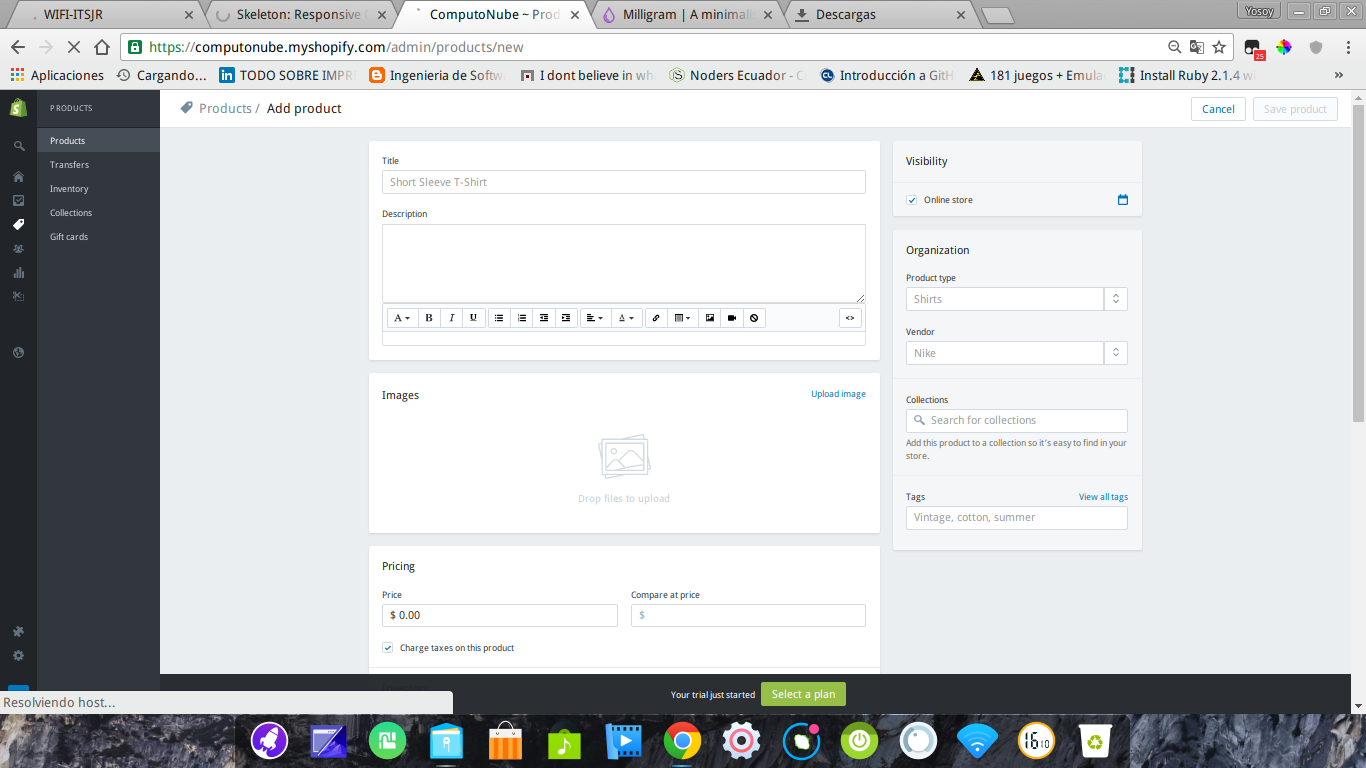 WIFI-ITSJR
Skeleton: Responsive
ComputoNube ~ Prod
Milligram | A minimali
Descargas
Yosoy
https://computonube.myshopify.com/admin/products/new
25
Aplicaciones
Cargando...
TODO SOBRE IMPR
Ingenieria de Softw
I dont believe in wh
Noders Ecuador - C
Introducción a GitH
181 juegos + Emula
Install Ruby 2.1.4 w
»
PRODUCTS
Products
Transfers
Inventory
Collections
Gift cards
Products / Add product
Cancel
Save product
Title
Short Sleeve T-Shirt
Description
A
B
I
U
A
<>
Images
Upload image
Drop files to upload
Pricing
Price
Compare at price
$ 0.00
$
Charge taxes on this product
Visibility
Online store
Organization
Product type
Shirts
Vendor
Nike
Collections
Search for collections
Add this product to a collection so it's easy to find in your
store.
Tags
View all tags
Vintage, cotton, summer
Your trial just started
Select a plan
Resolviendo host...
16
10